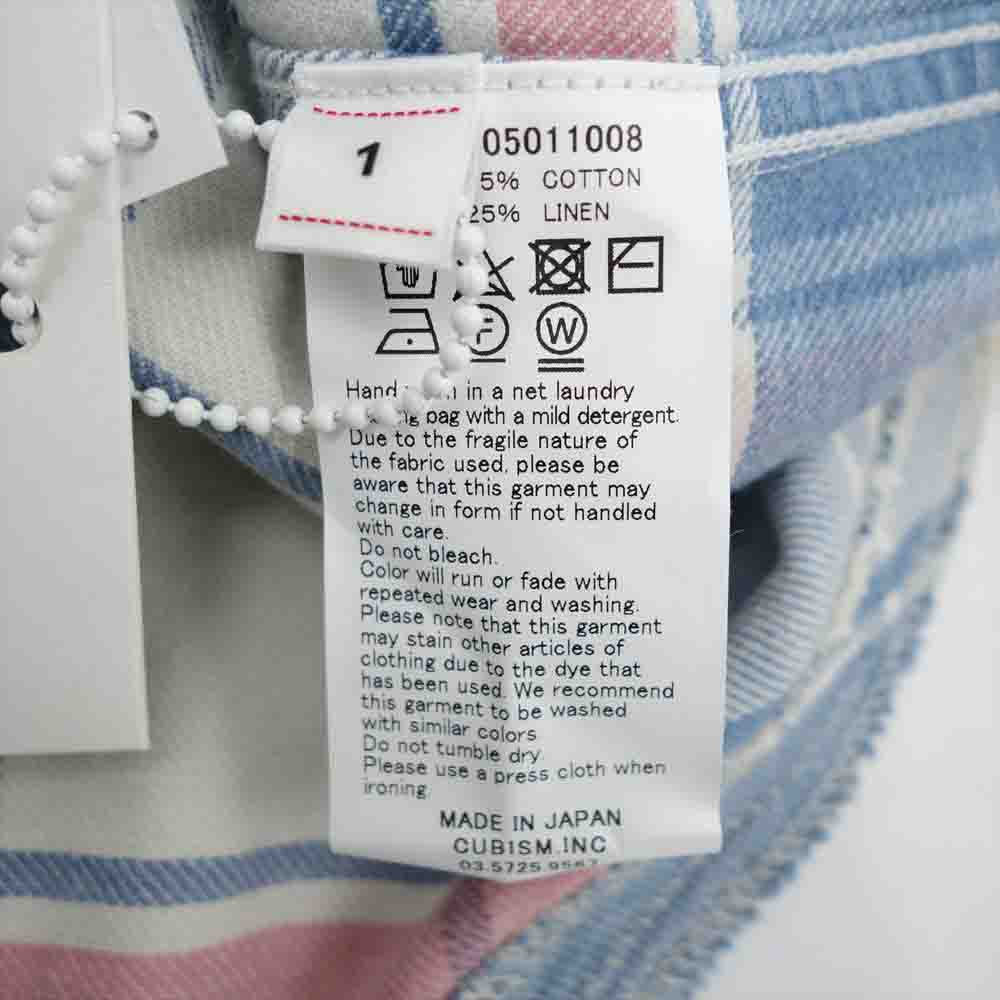 1
05011008
5% COTTON
25% LINEN
W
Hand in a net laundry
bag with a mild detergent.
Due to the fragile nature of
the fabric used, please be
aware that this garment may
change in form if not handled
with care.
Do not bleach.
Color will run or fade with
repeated wear and washing.
Please note that this garment
may stain other articles of
clothing due to the dye that
has been used. We recommend
this garment to be washed
with similar colors
Do not tumble dry.
Please use a press cloth when
ironing.
MADE IN JAPAN
CUBISM.INC
03.5725.9567